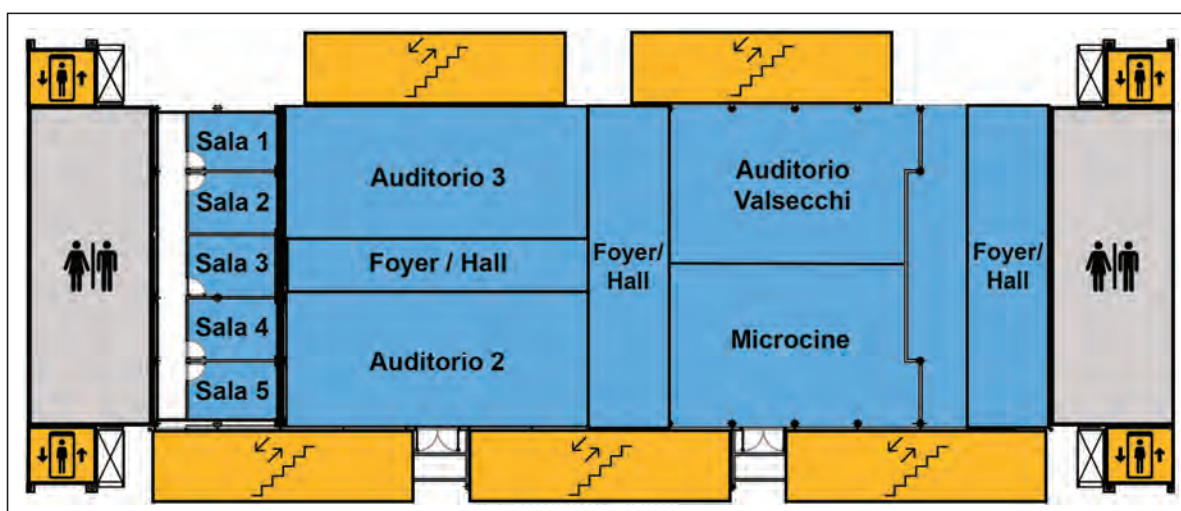 Sala 1
Sala 2
Sala 3
Sala 4
Sala 5
Auditorio 3
Foyer / Hall
Auditorio 2
Foyer/
Hall
Auditorio
Valsecchi
Microcine
Foyer/
Hall